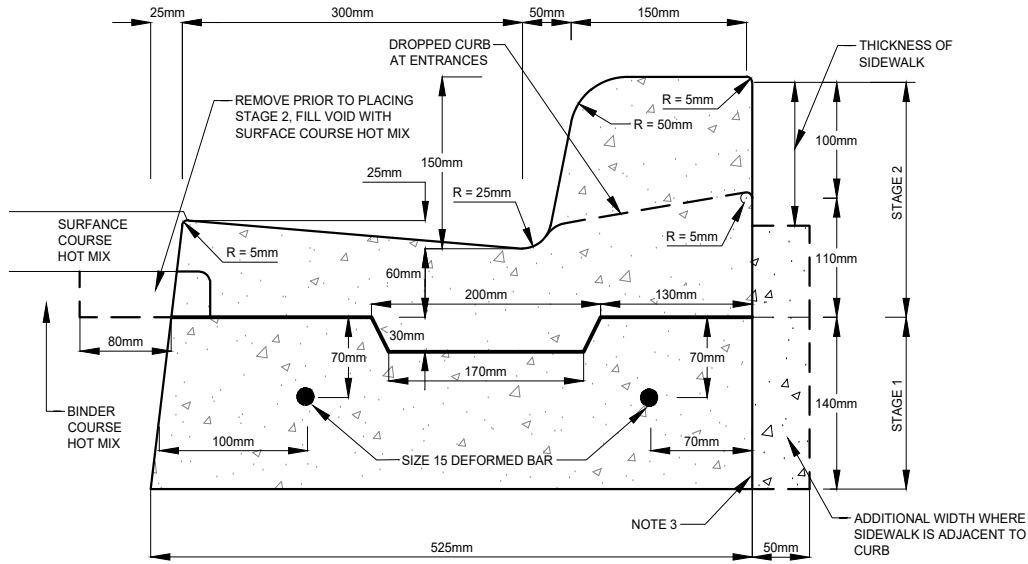 25mm
300mm
50mm
150mm
DROPPED CURB
AT ENTRANCES
THICKNESS OF
SIDEWALK
REMOVE PRIOR TO PLACING
STAGE 2, FILL VOID WITH
SURFACE COURSE HOT MIX
R = 5mm
R = 50mm
100mm
150mm
25mm
R = 25mm
STAGE 2
SURFANCE
COURSE
HOT MIX
R = 5mm
R = 5mm
110mm
60mm
200mm
130mm
30mm
80mm
70mm
70mm
170mm
140mm
STAGE 1
BINDER
COURSE
HOT MIX
100mm
SIZE 15 DEFORMED BAR
70mm
NOTE 3
ADDITIONAL WIDTH WHERE
SIDEWALK IS ADJACENT TO
CURB
525mm
50mm